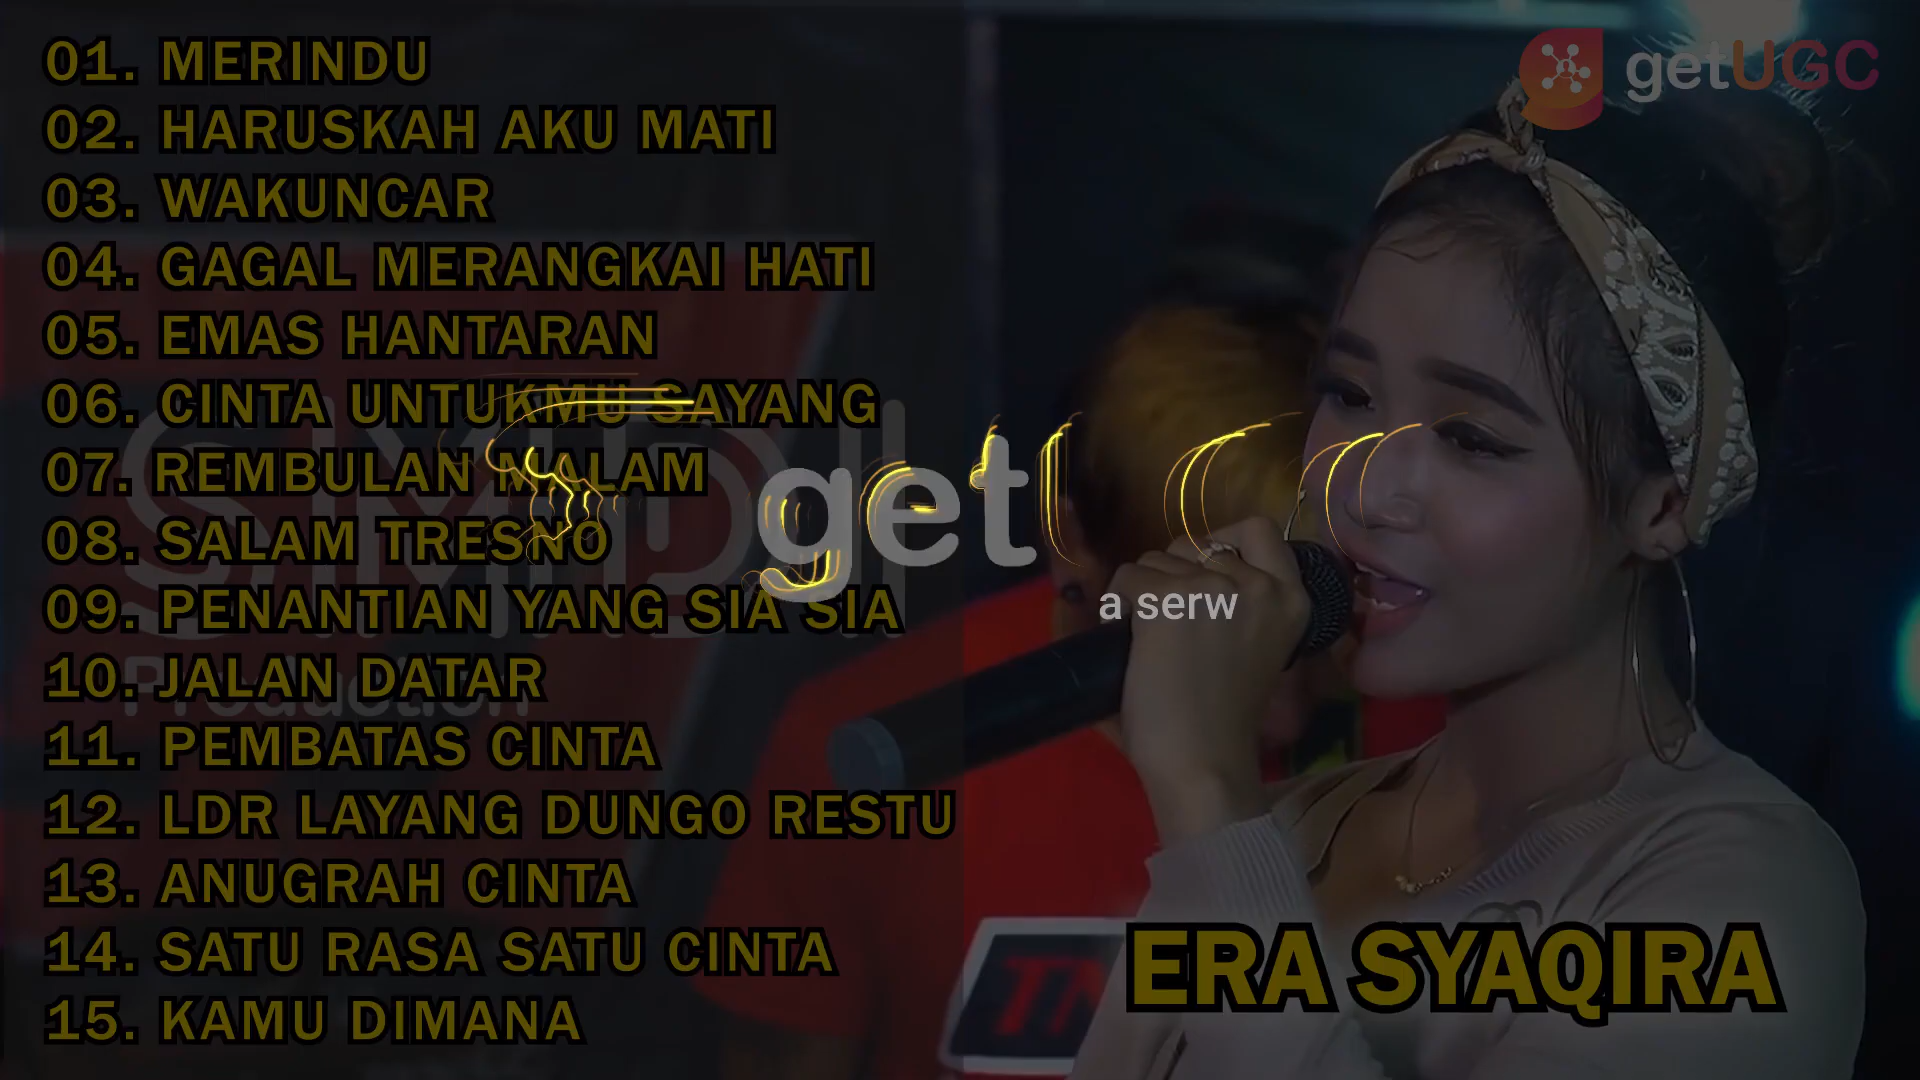 01. MERINDU
02. HARUSKAH AKU MATI
03. WAKUNCAR
04. GAGAL MERANGKAI HATI
05. EMAS HANTARAN
06. CINTA UNTUKMU SAYANG
07. REMBULAN MALAM
08. SALAM TRESNO
09. PENANTIAN YANG SIA SIA
10. JALAN DATAR
11. PEMBATAS CINTA
12. LDR LAYANG DUNGO RESTU
13. ANUGRAH CINTA
14. SATU RASA SATU CINTA
15. KAMU DIMANA
getUGC
get
a serw
Production
ERA SYAQIRA